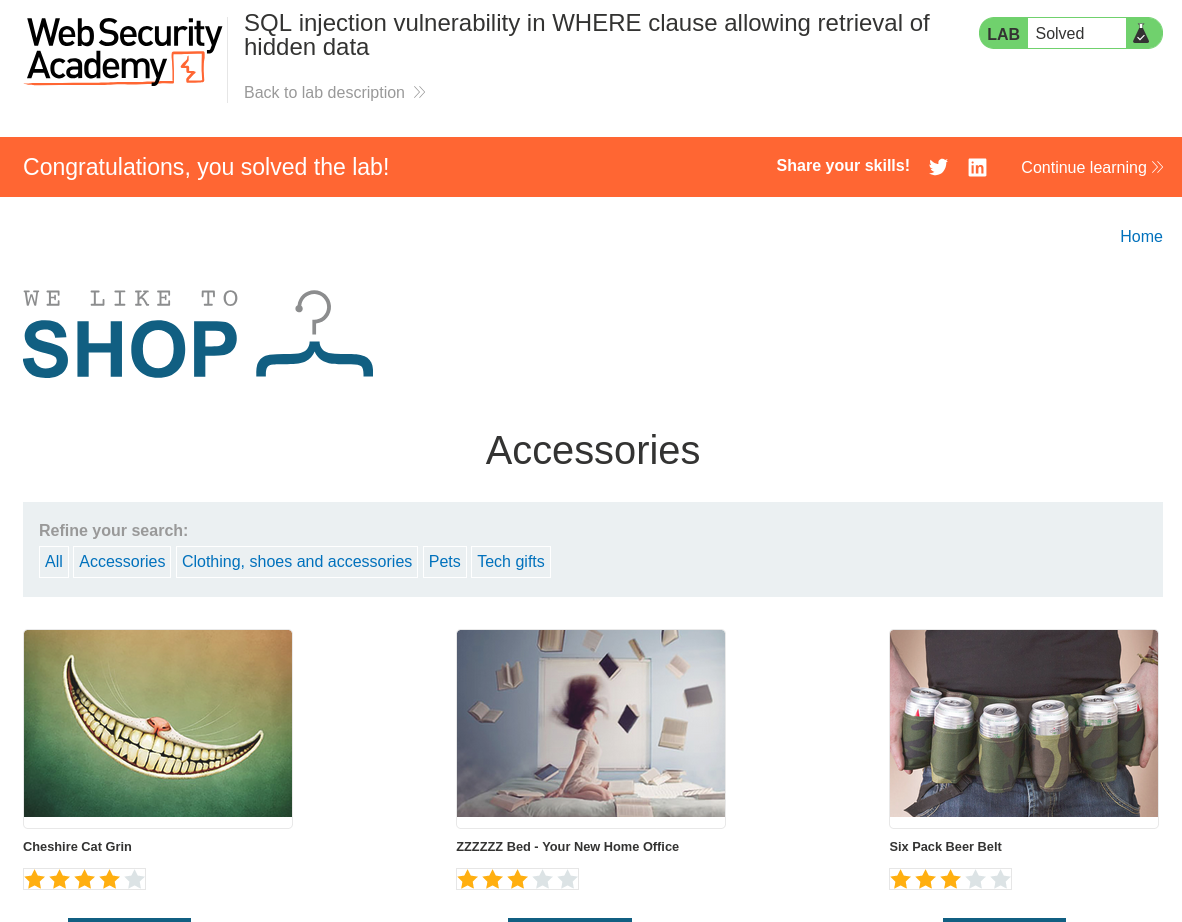 Web Security
Academy
SQL injection vulnerability in WHERE clause allowing retrieval of
hidden data
Back to lab description
LAB Solved
Congratulations, you solved the lab!
Share your skills!
Continue learning
Home
WE LIKE TO
SHOP
Accessories
Refine your search:
All Accessories Clothing, shoes and accessories Pets Tech gifts
Cheshire Cat Grin
ZZZZZZ Bed - Your New Home Office
Six Pack Beer Belt